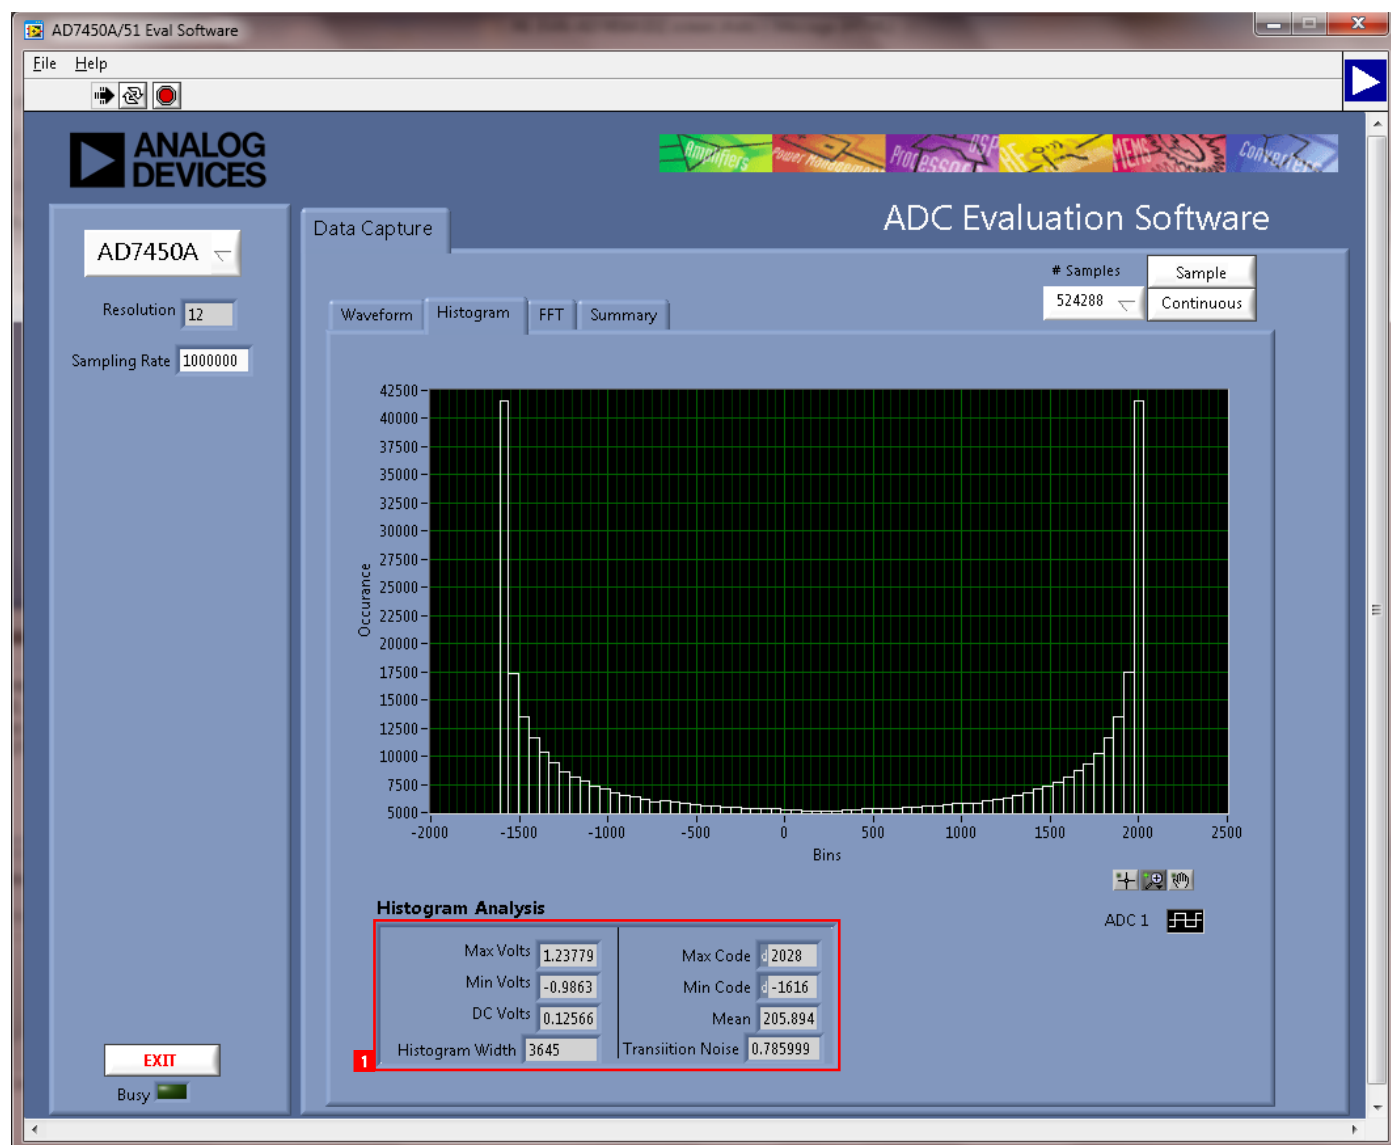 AD7450A/51 Eval Software
File Help
ANALOG
DEVICES
Amplifiers Power Management Processors DSP RF MEMS Converters
ADC Evaluation Software
AD7450A
Resolution 12
Sampling Rate 1000000
Data Capture
# Samples
524288
Sample
Continuous
Waveform Histogram FFT Summary
42500
40000
37500
35000
32500
30000
27500
25000
22500
20000
17500
15000
12500
10000
7500
5000
Occurance
-2000 -1500 -1000 -500 0 500 1000 1500 2000 2500
Bins
ADC 1
Histogram Analysis
Max Volts 1.23779
Min Volts -0.9863
DC Volts 0.12566
Histogram Width 3645
Max Code d 2028
Min Code d -1616
Mean 205.894
Transiition Noise 0.785999
1
EXIT
Busy